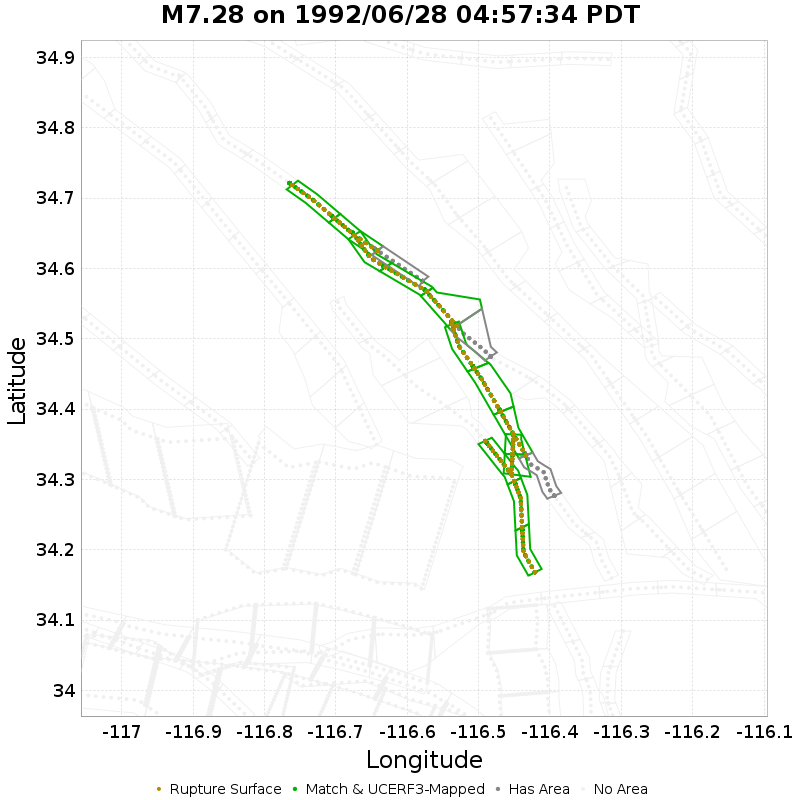 M7.28 on 1992/06/28 04:57:34 PDT
34.9
34.8
34.7
34.6
34.5
34.4
34.3
34.2
34.1
34
Latitude
-117 -116.9 -116.8 -116.7 -116.6 -116.5 -116.4 -116.3 -116.2 -116.1
Longitude
Rupture Surface Match & UCERF3-Mapped Has Area No Area